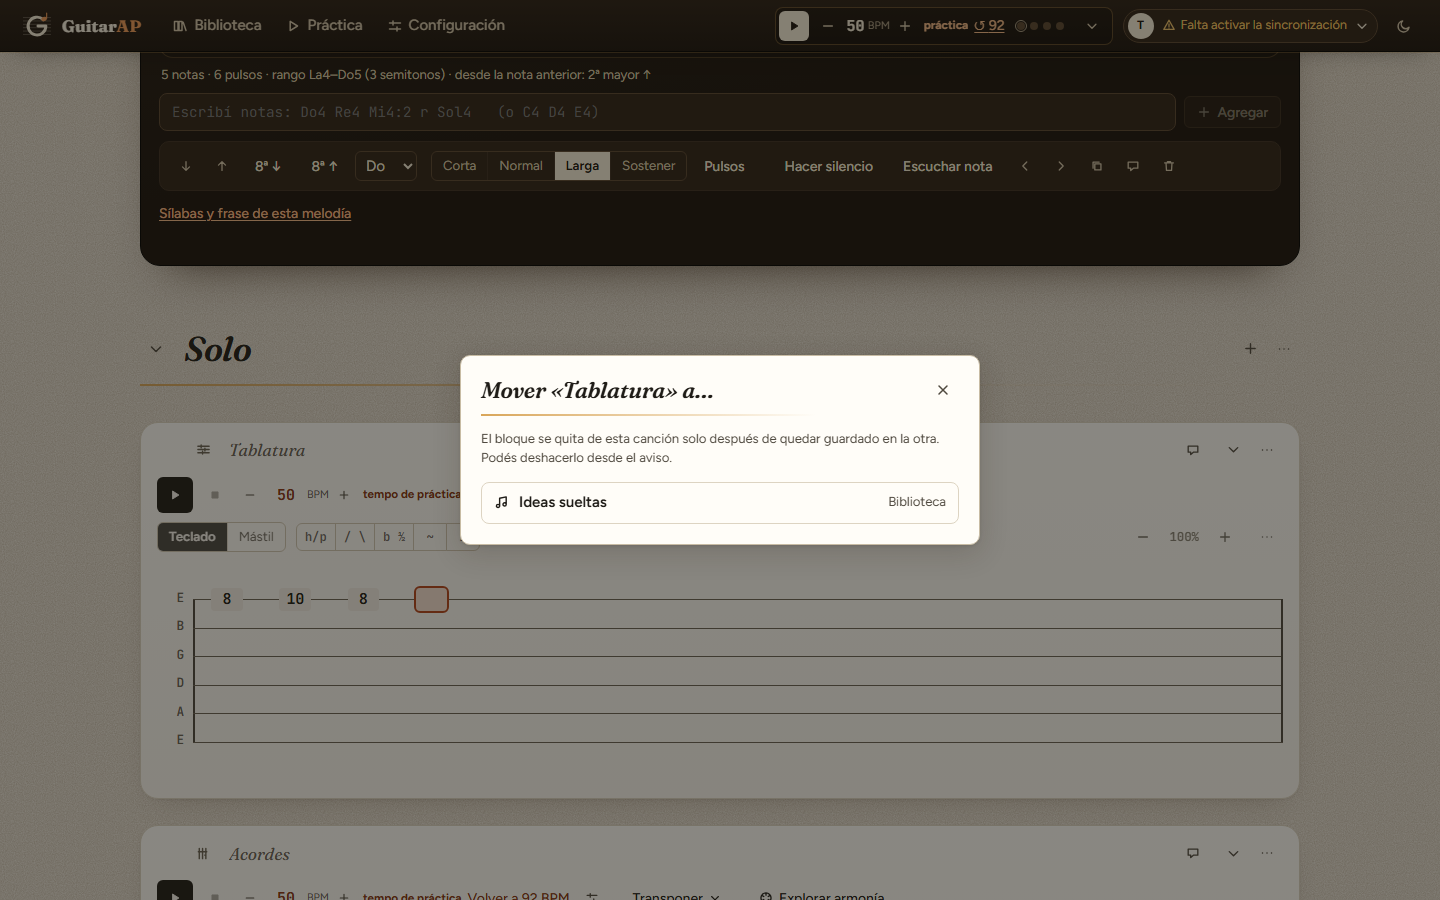 GuitarAP Biblioteca Práctica Configuración 50 BPM práctica ↺ 92 T Falta activar la sincronización
5 notas · 6 pulsos · rango La4–Do5 (3 semitonos) · desde la nota anterior: 2ª mayor ↑
Escribí notas: Do4 Re4 Mi4:2 r Sol4 (o C4 D4 E4) + Agregar
↓ ↑ 8ª ↓ 8ª ↑ Do Corta Normal Larga Sostener Pulsos Hacer silencio Escuchar nota
Sílabas y frase de esta melodía
Solo
Mover «Tablatura» a...
El bloque se quita de esta canción solo después de quedar guardado en la otra.
Podés deshacerlo desde el aviso.
Ideas sueltas Biblioteca
Tablatura
50 BPM tempo de práctica
Teclado Mástil h/p / \ b ½ ~ 100%
E 8 10 8
B
G
D
A
E
Acordes
50 BPM tempo de práctica Volver a 92 BPM Transponer Explorar armonía